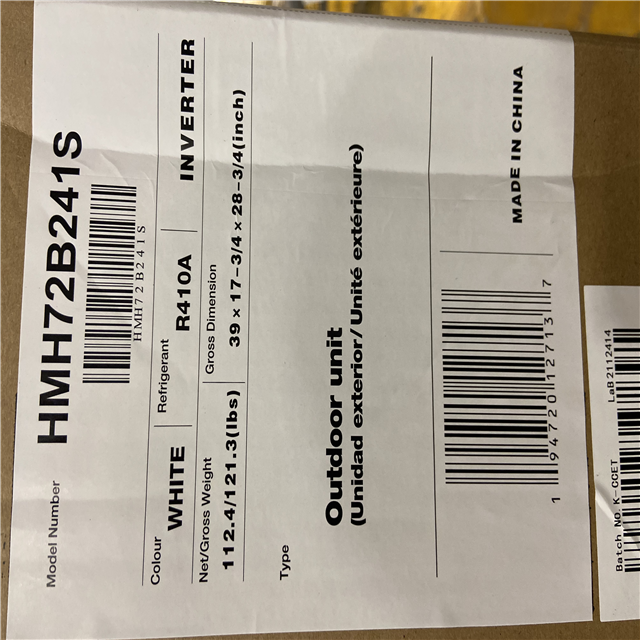 Model Number HMH72B241S
HMH72B241S
Colour
WHITE
Refrigerant
R410A
INVERTER
Net/Gross Weight
112.4/121.3(lbs)
Gross Dimension
39 x 17-3/4 x 28-3/4(inch)
Type
Outdoor unit
(Unidad exterior/Unité extérieure)
MADE IN CHINA
1 94720 12713 7
Batch NO. K-OCET
LaB2112414